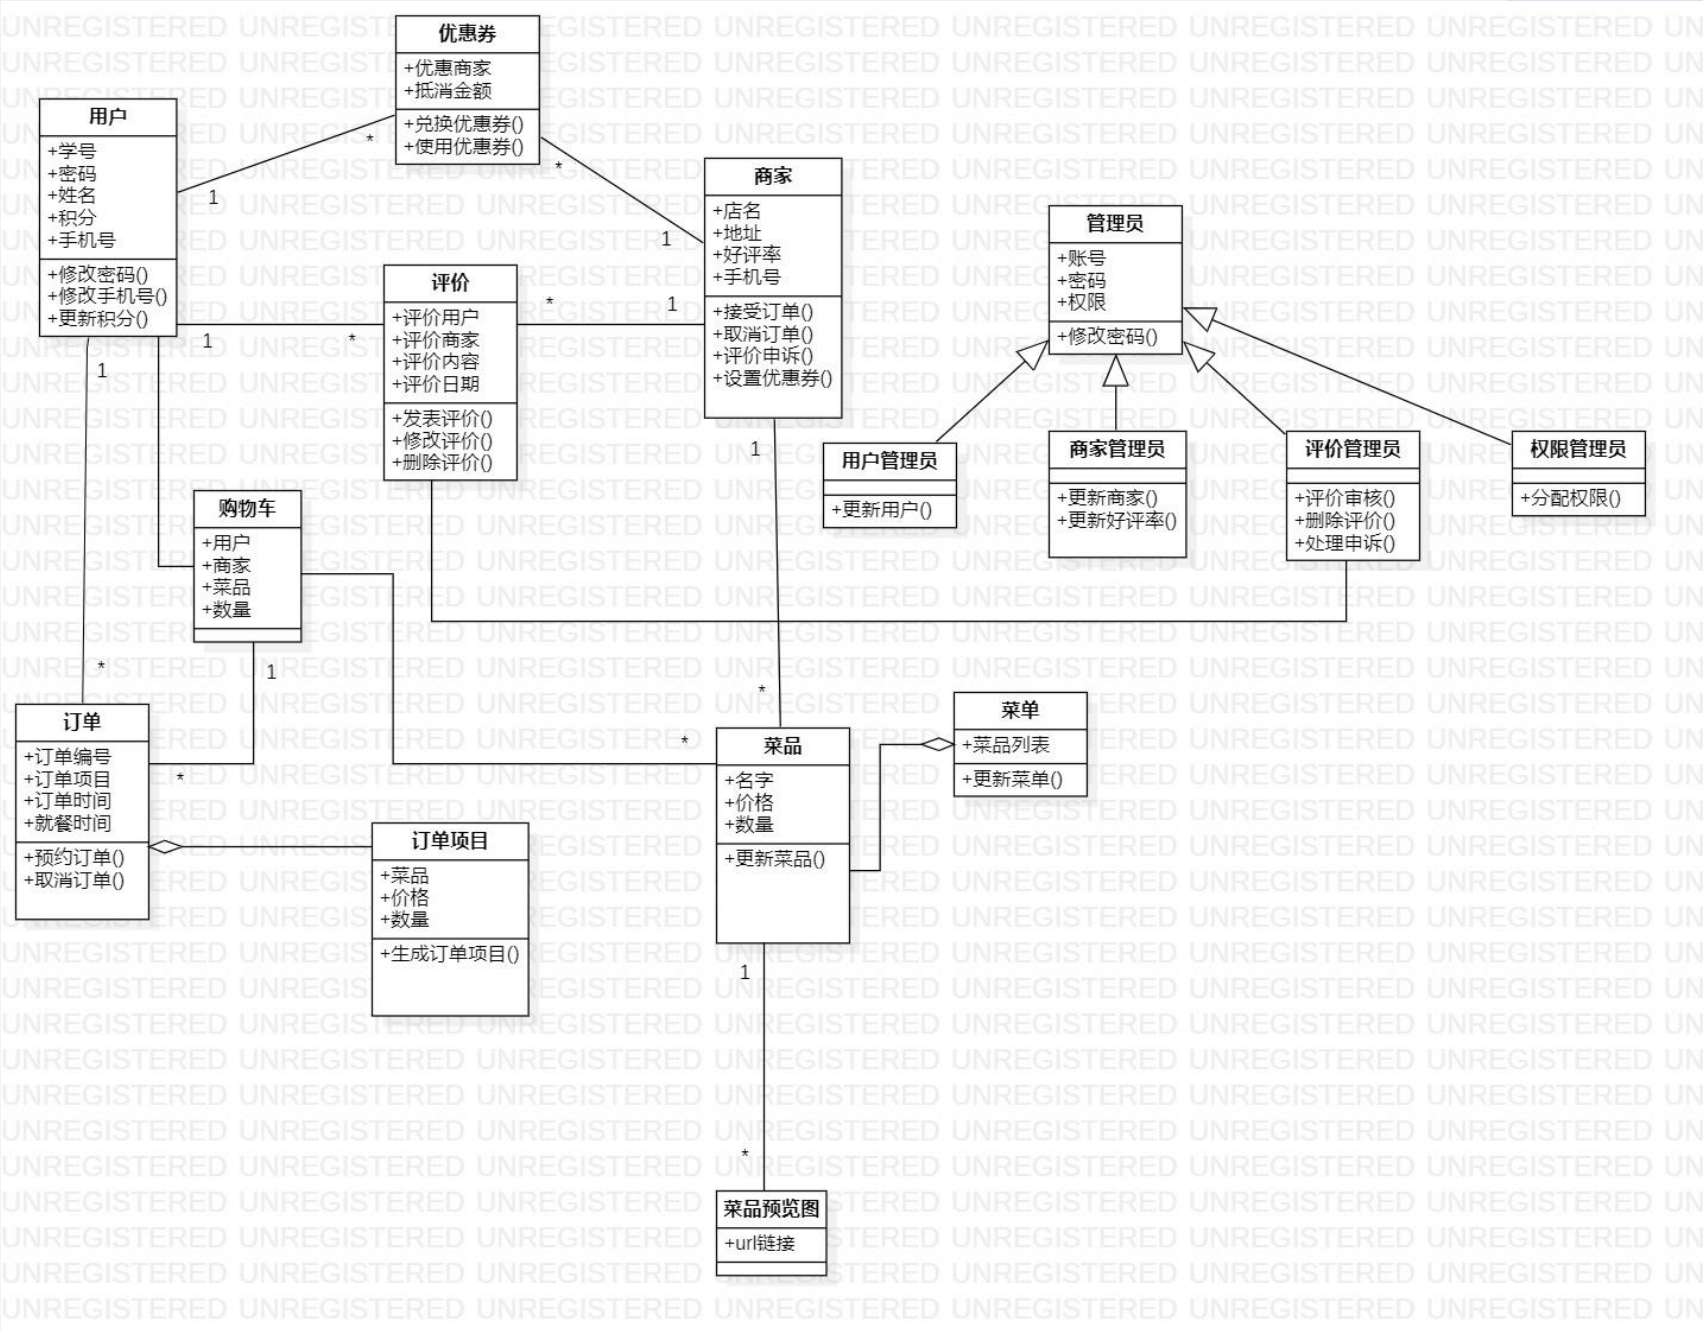 优惠券
+优惠商家
+抵消金额
+兑换优惠券()
+使用优惠券()
用户
+学号
+密码
+姓名
+积分
+手机号
+修改密码()
+修改手机号()
+更新积分()
*
1
*
1
商家
+店名
+地址
+好评率
+手机号
+接受订单()
+取消订单()
+评价申诉()
+设置优惠券()
评价
+评价用户
+评价商家
+评价内容
+评价日期
+发表评价()
+修改评价()
+删除评价()
*
1
1
*
1
1
管理员
+账号
+密码
+权限
+修改密码()
用户管理员
+更新用户()
商家管理员
+更新商家()
+更新好评率()
评价管理员
+评价审核()
+删除评价()
+处理申诉()
权限管理员
+分配权限()
购物车
+用户
+商家
+菜品
+数量
*
1
*
*
*
订单
+订单编号
+订单项目
+订单时间
+就餐时间
+预约订单()
+取消订单()
订单项目
+菜品
+价格
+数量
+生成订单项目()
菜品
+名字
+价格
+数量
+更新菜品()
菜单
+菜品列表
+更新菜单()
1
*
菜品预览图
+url链接
UNREGISTERED